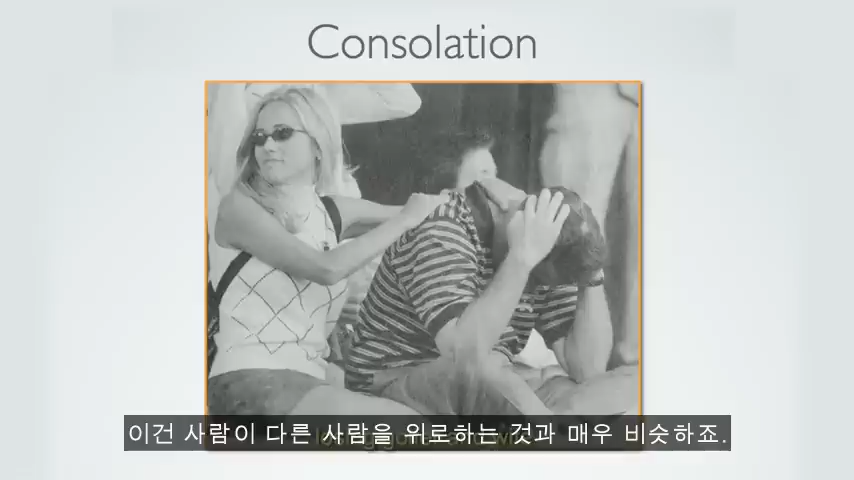 Consolation
이건 사람이 다른 사람을 위로하는 것과 매우 비슷하죠.